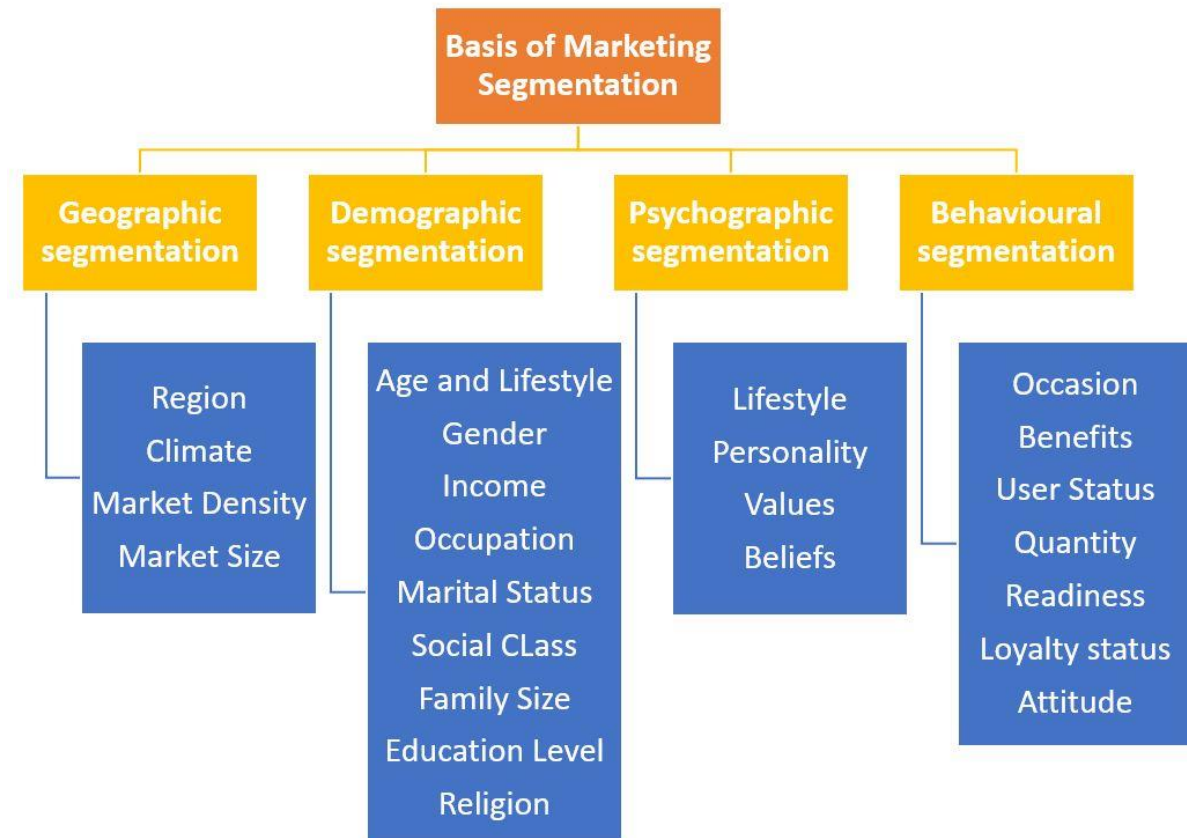 Basis of Marketing
Segmentation
Geographic
segmentation
Demographic
segmentation
Psychographic
segmentation
Behavioural
segmentation
Region
Climate
Market Density
Market Size
Age and Lifestyle
Gender
Income
Occupation
Marital Status
Social CLass
Family Size
Education Level
Religion
Lifestyle
Personality
Values
Beliefs
Occasion
Benefits
User Status
Quantity
Readiness
Loyalty status
Attitude